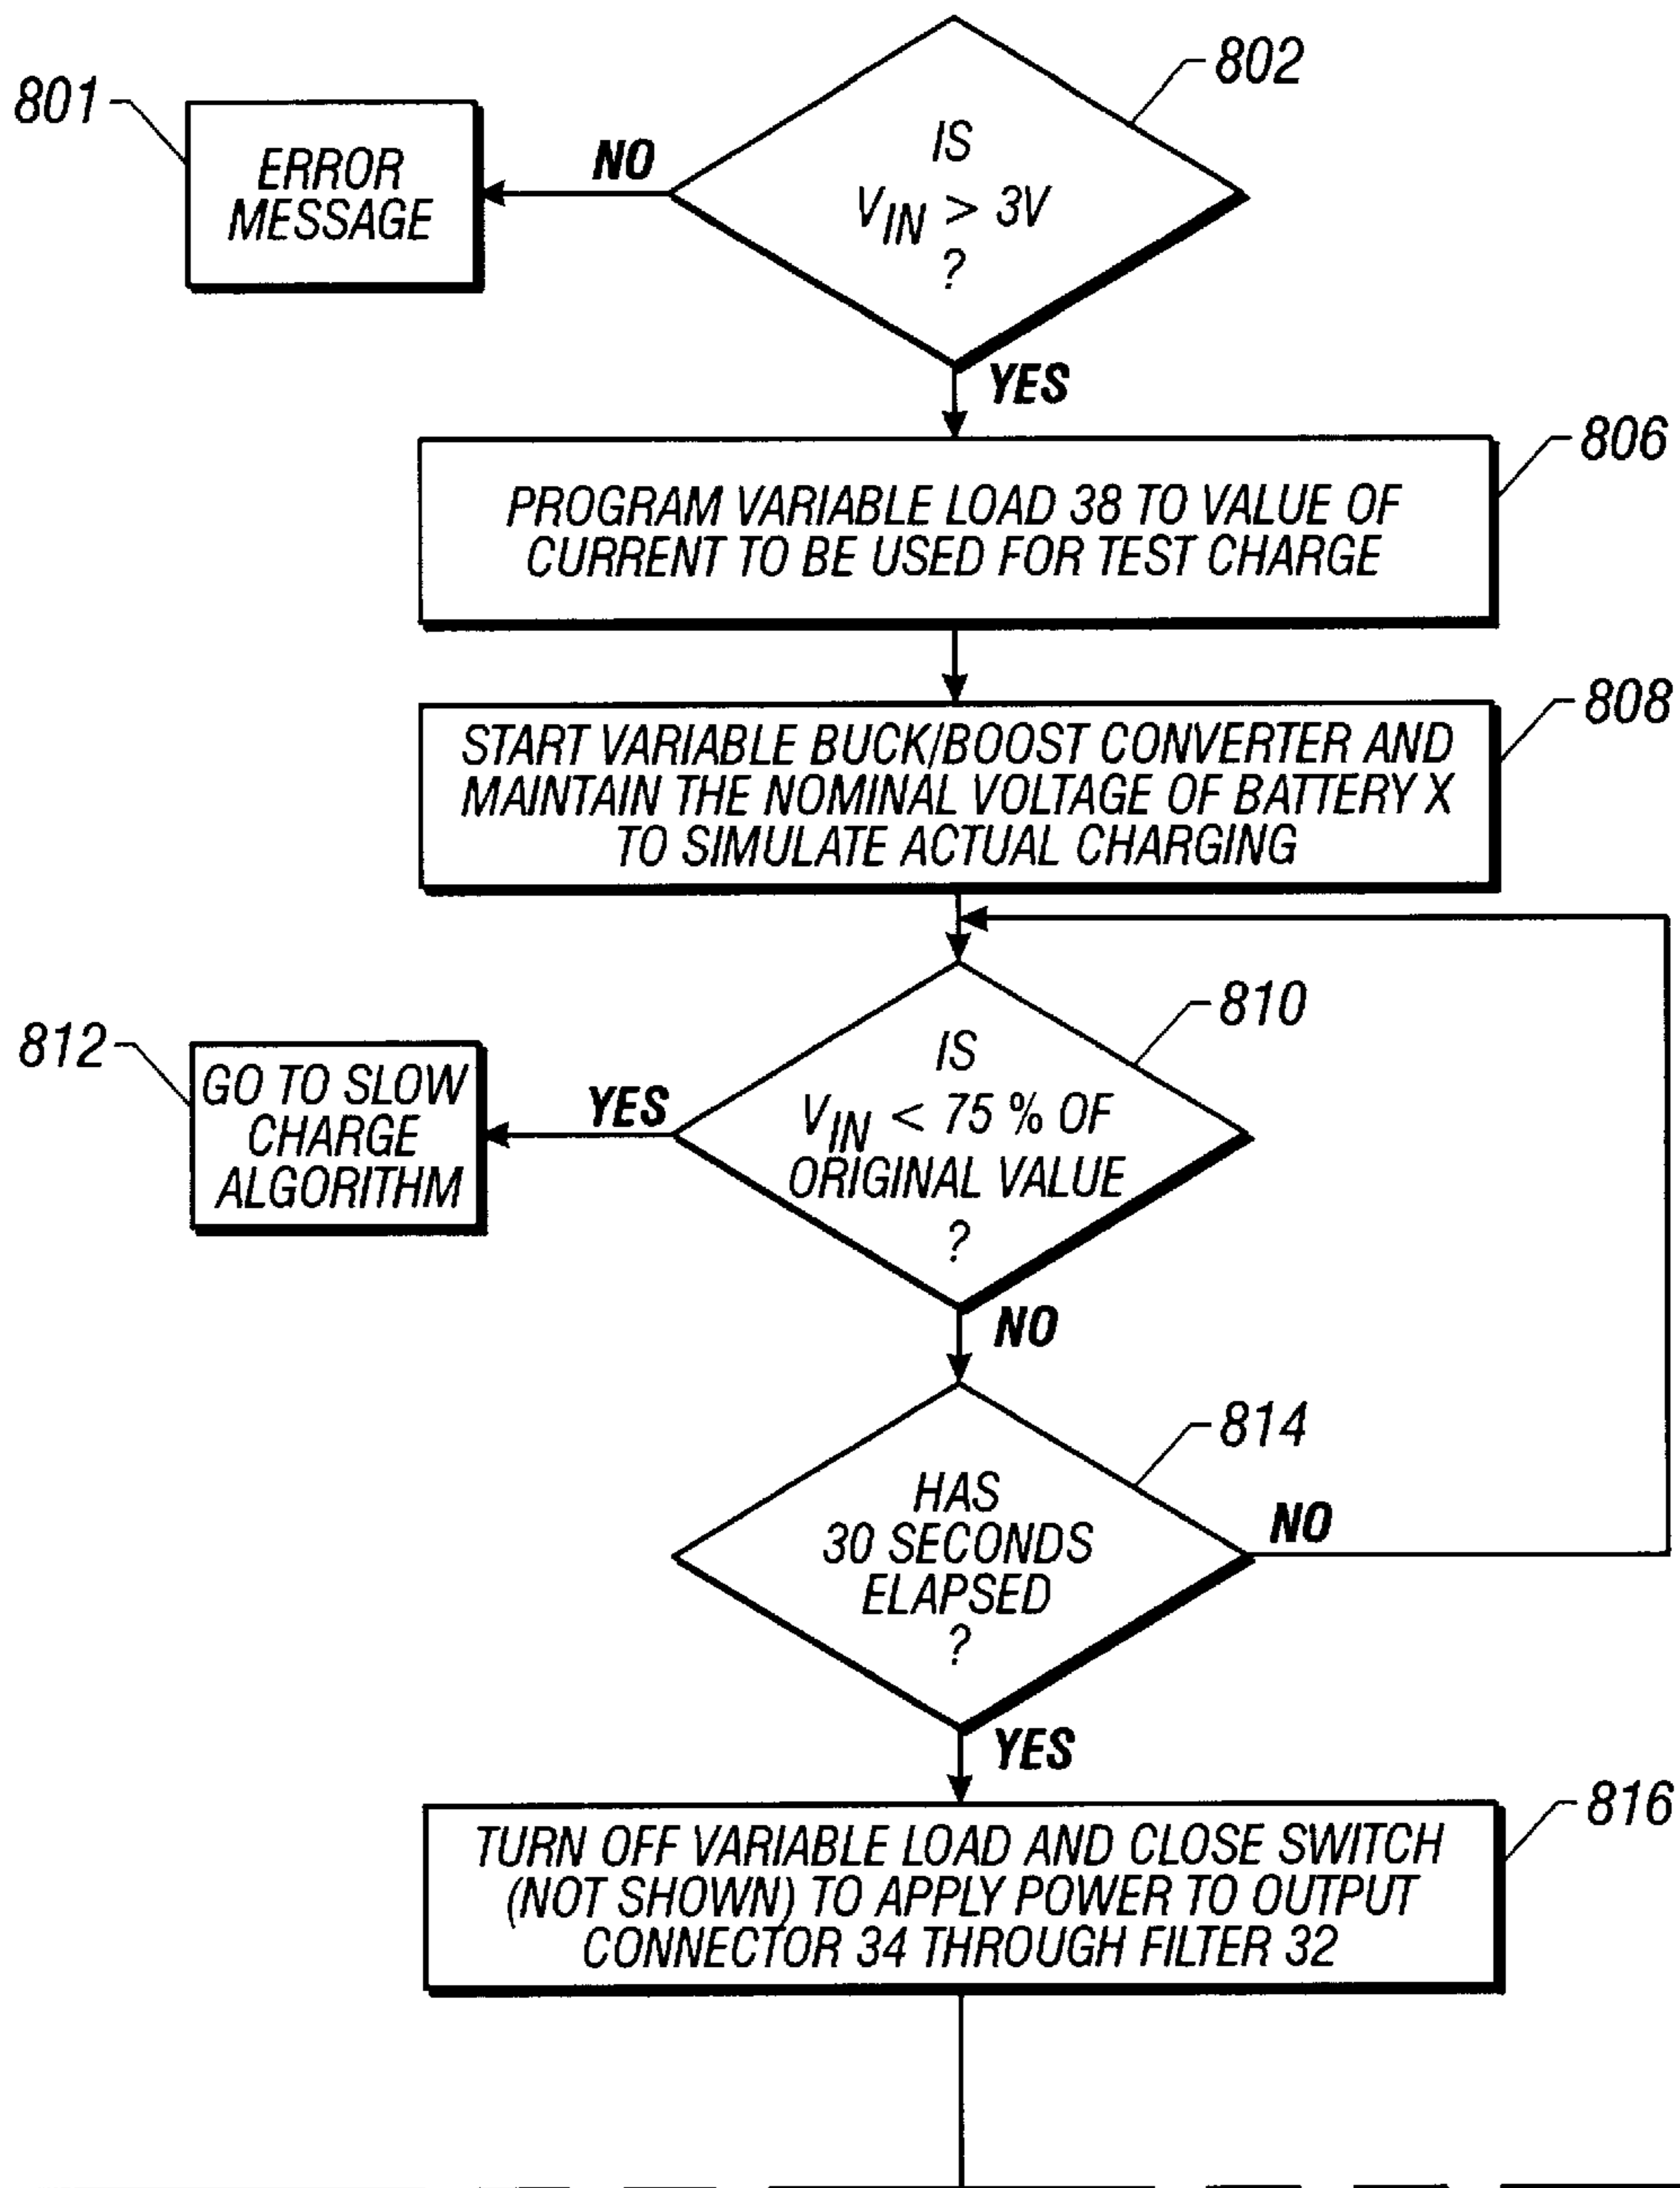 802
801
IS
V_IN > 3V
?
NO
ERROR
MESSAGE
YES
806
PROGRAM VARIABLE LOAD 38 TO VALUE OF
CURRENT TO BE USED FOR TEST CHARGE
808
START VARIABLE BUCK/BOOST CONVERTER AND
MAINTAIN THE NOMINAL VOLTAGE OF BATTERY X
TO SIMULATE ACTUAL CHARGING
810
812
IS
V_IN < 75 % OF
ORIGINAL VALUE
?
YES
GO TO SLOW
CHARGE
ALGORITHM
NO
814
HAS
30 SECONDS
ELAPSED
?
NO
YES
816
TURN OFF VARIABLE LOAD AND CLOSE SWITCH
(NOT SHOWN) TO APPLY POWER TO OUTPUT
CONNECTOR 34 THROUGH FILTER 32